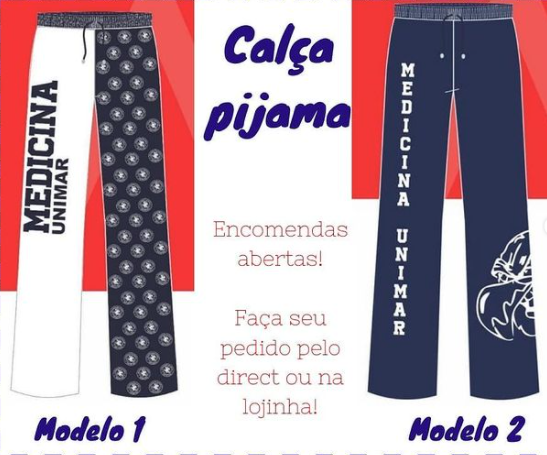 Calça
pijama
MEDICINA
UNIMAR
MEDICINA UNIMAR
Encomendas
abertas!
Faça seu
pedido pelo
direct ou na
lojinha!
Modelo 1
Modelo 2